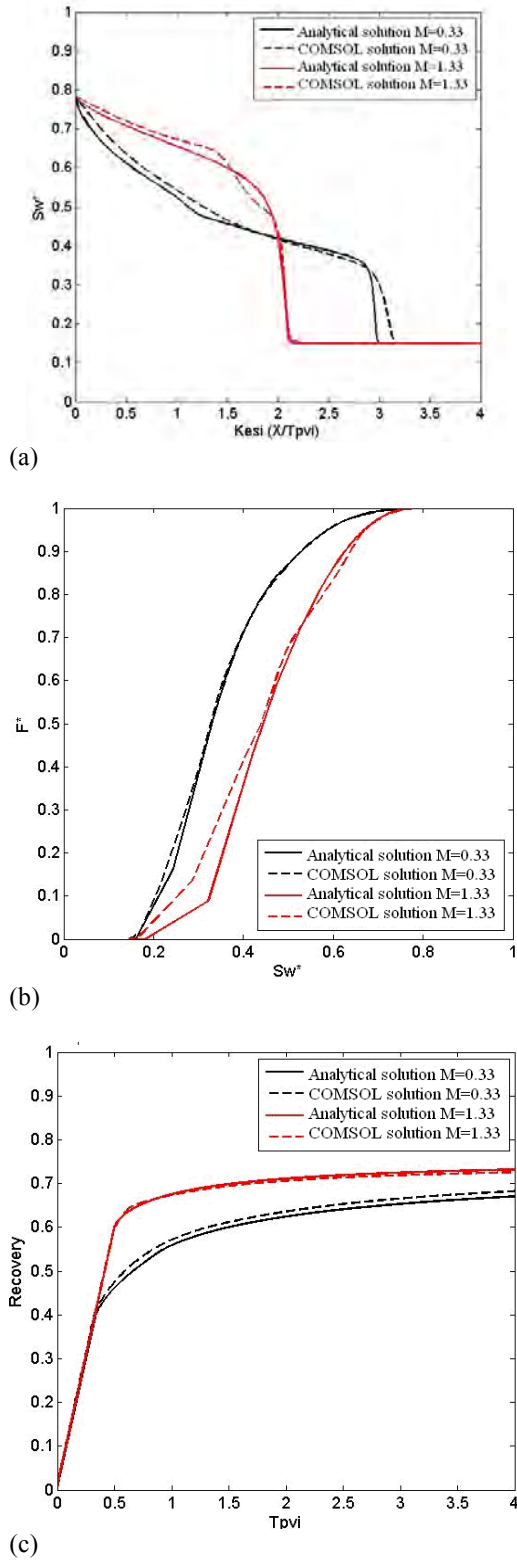 1
0.9
0.8
0.7
0.6
0.5
0.4
0.3
0.2
0.1
0
Sw*
Analytical solution M=0.33
COMSOL solution M=0.33
Analytical solution M=1.33
COMSOL solution M=1.33
0 0.5 1 1.5 2 2.5 3 3.5 4
Kesi (X/Tpvi)
(a)
1
0.9
0.8
0.7
0.6
0.5
0.4
0.3
0.2
0.1
0
F*
Analytical solution M=0.33
COMSOL solution M=0.33
Analytical solution M=1.33
COMSOL solution M=1.33
0 0.2 0.4 0.6 0.8 1
Sw*
(b)
1
0.9
0.8
0.7
0.6
0.5
0.4
0.3
0.2
0.1
0
Recovery
Analytical solution M=0.33
COMSOL solution M=0.33
Analytical solution M=1.33
COMSOL solution M=1.33
0 0.5 1 1.5 2 2.5 3 3.5 4
Tpvi
(c)